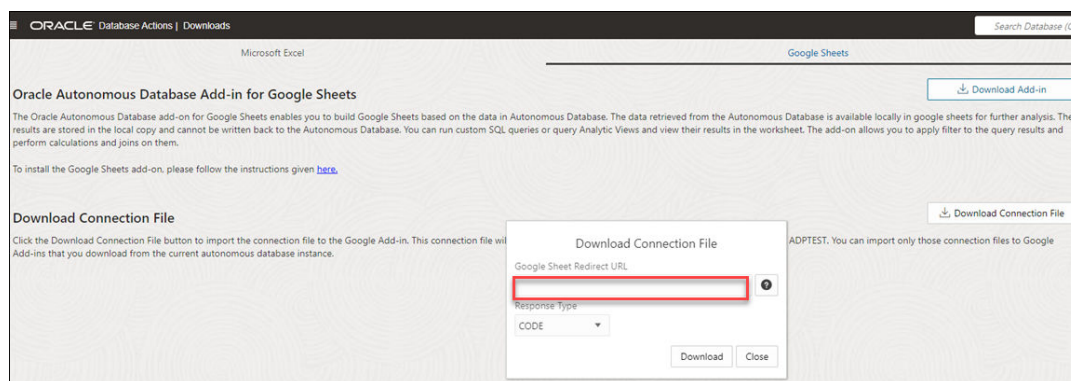 ORACLE Database Actions | Downloads
Search Database (
Microsoft Excel
Google Sheets
Oracle Autonomous Database Add-in for Google Sheets
Download Add-in
The Oracle Autonomous Database add-on for Google Sheets enables you to build Google Sheets based on the data in Autonomous Database. The data retrieved from the Autonomous Database is available locally in google sheets for further analysis. The
results are stored in the local copy and cannot be written back to the Autonomous Database. You can run custom SQL queries or query Analytic Views and view their results in the worksheet. The add-on allows you to apply filter to the query results and
perform calculations and joins on them.
To install the Google Sheets add-on, please follow the instructions given here.
Download Connection File
Download Connection File
Click the Download Connection File button to import the connection file to the Google Add-in. This connection file wil
ADPTEST. You can import only those connection files to Google
Add-ins that you download from the current autonomous database instance.
Download Connection File
Google Sheet Redirect URL
?
Response Type
CODE
Download
Close